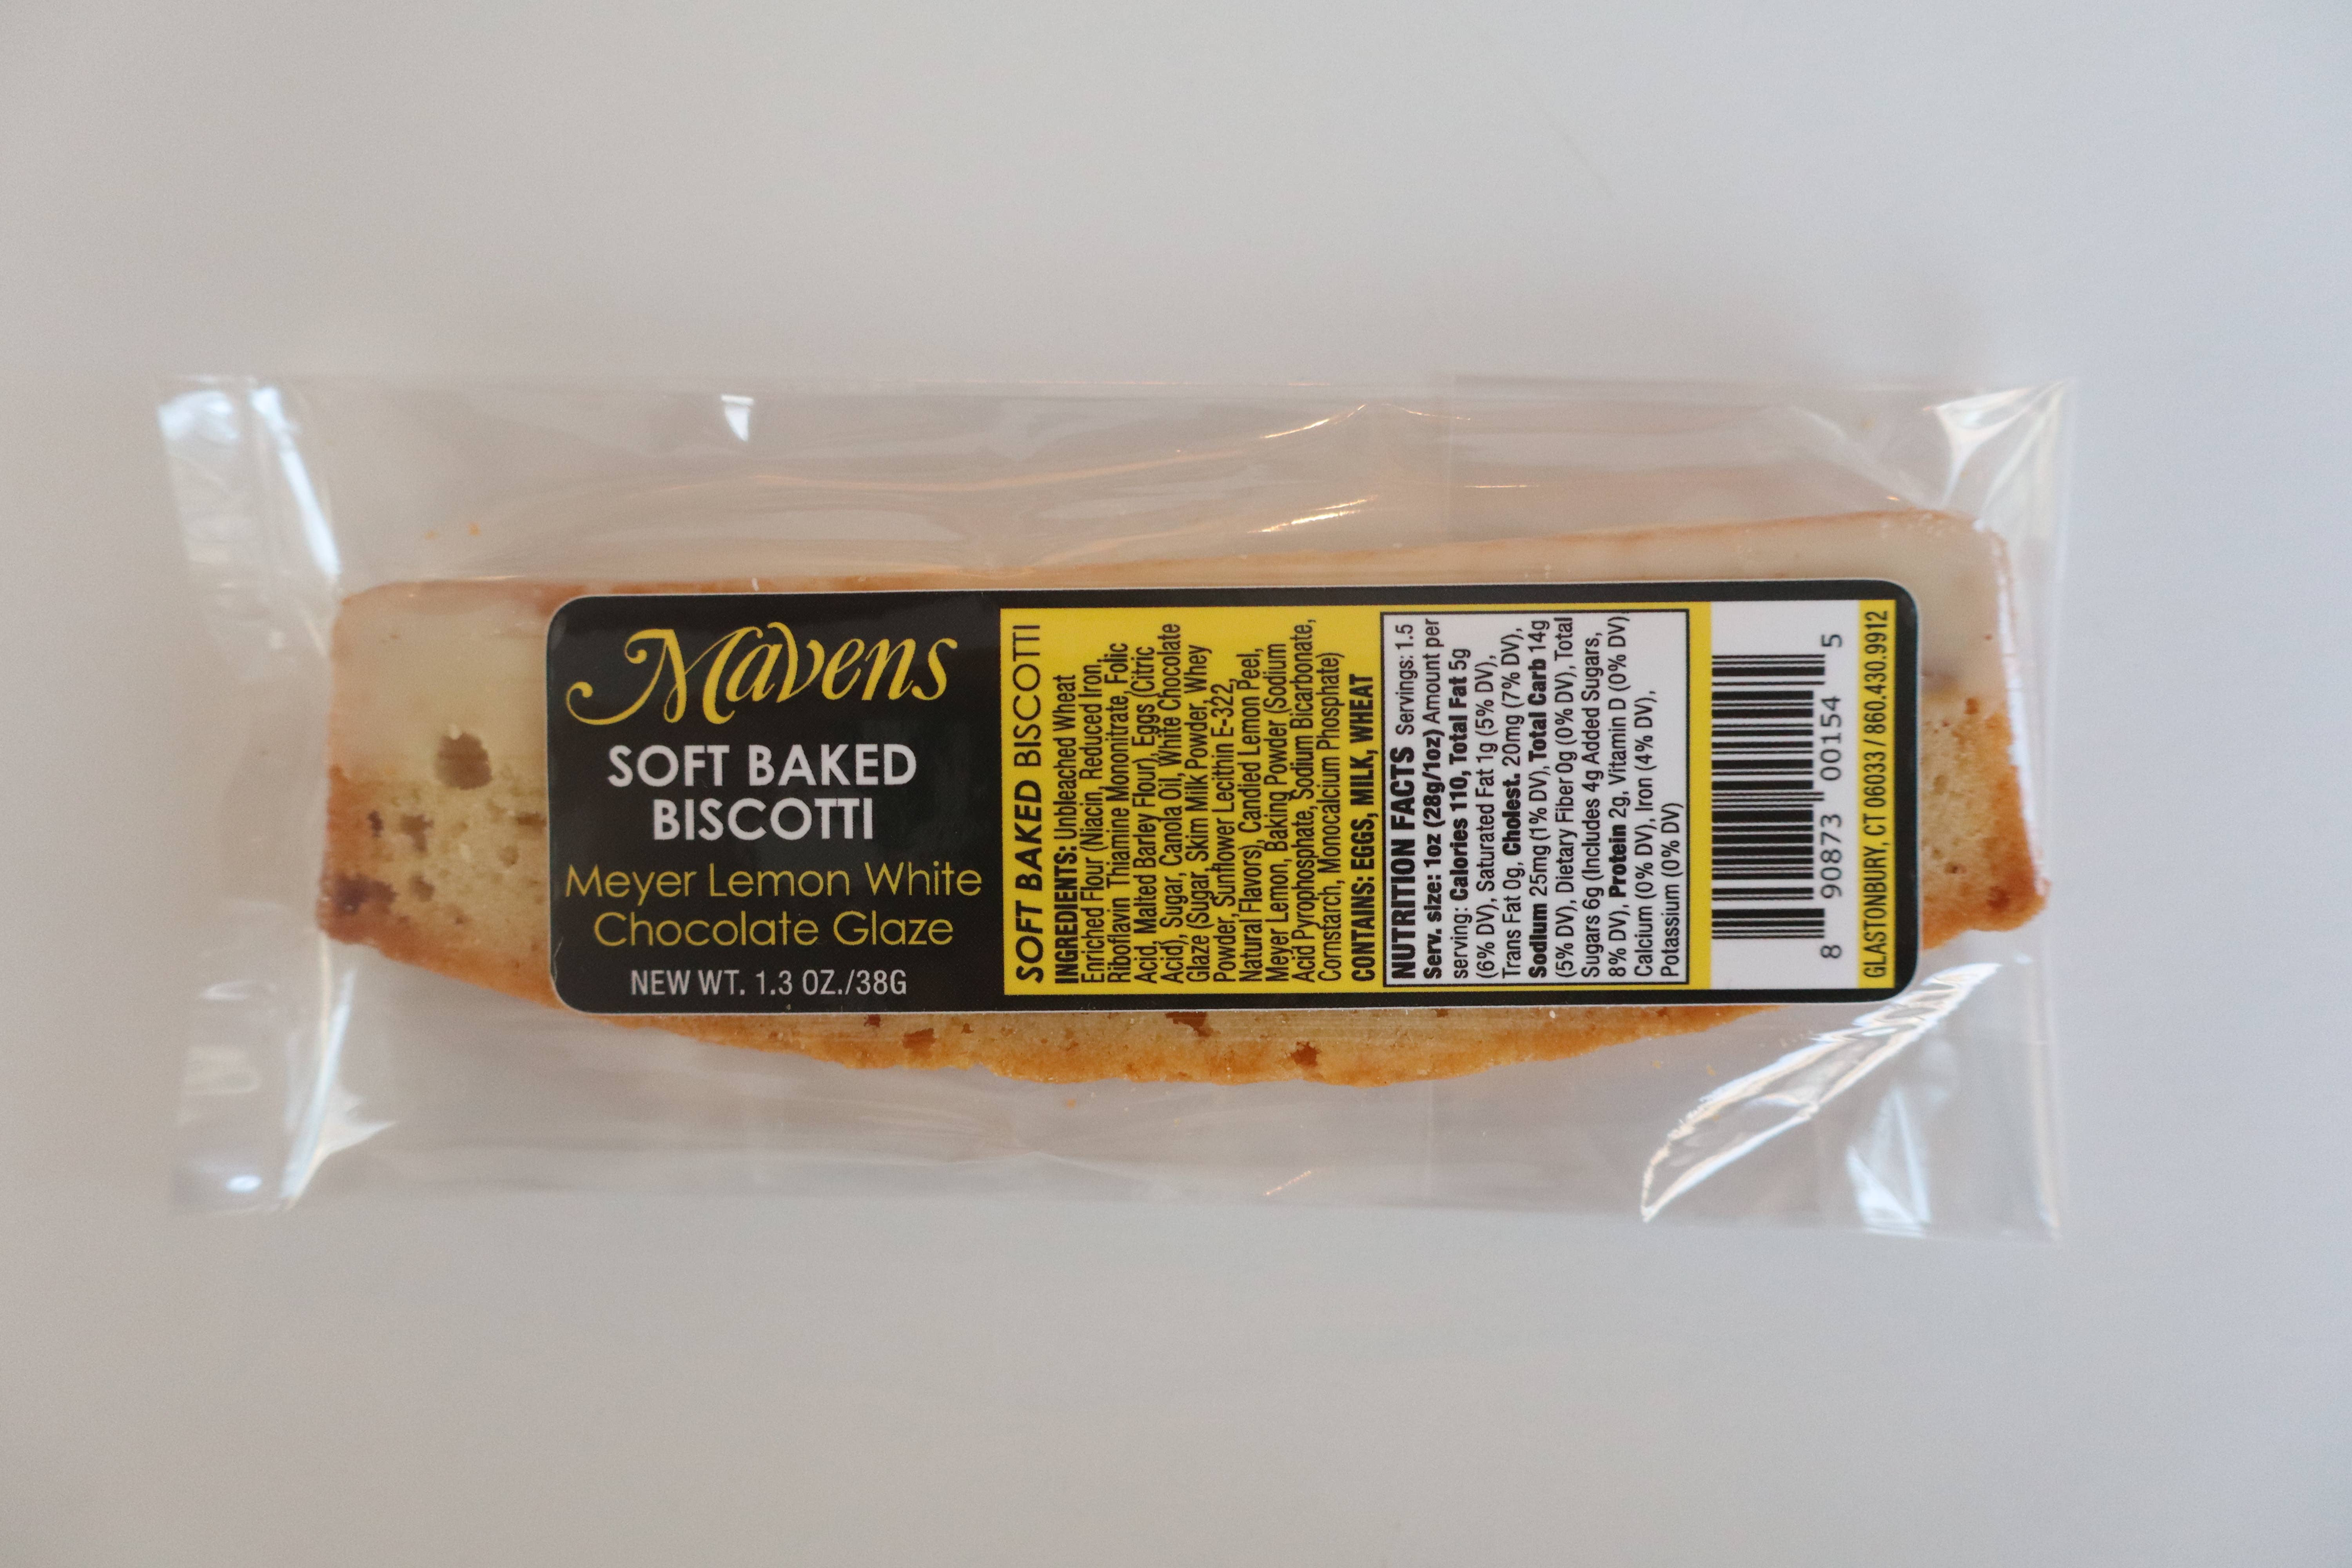 Mavens
SOFT BAKED
BISCOTTI
Meyer Lemon White
Chocolate Glaze
NEW WT. 1.3 OZ./38G
SOFT BAKED BISCOTTI
INGREDIENTS: Unbleached Wheat
Enriched Flour (Niacin, Reduced Iron,
Riboflavin Thiamine Mononitrate, Folic
Acid, Malted Barley Flour), Eggs (Citric
Acid), Sugar, Canola Oil, White Chocolate
Glaze (Sugar, Skim Milk Powder, Whey
Powder, Sunflower Lecithin E-322,
Natural Flavors), Candied Lemon Peel,
Meyer Lemon, Baking Powder (Sodium
Acid Pyrophosphate, Sodium Bicarbonate,
Cornstarch, Monocalcium Phosphate)
CONTAINS: EGGS, MILK, WHEAT
NUTRITION FACTS Servings: 1.5
Serv. size: 1oz (28g/1oz) Amount per
serving: Calories 110, Total Fat 5g
(6% DV), Saturated Fat 1g (5% DV),
Trans Fat 0g, Cholest. 20mg (7% DV),
Sodium 25mg (1% DV), Total Carb 14g
(5% DV), Dietary Fiber 0g (0% DV), Total
Sugars 6g (Includes 4g Added Sugars,
8% DV), Protein 2g, Vitamin D (0% DV)
Calcium (0% DV), Iron (4% DV),
Potassium (0% DV)
8 90873 00154 5
GLASTONBURY, CT 06033 / 860.430.9912